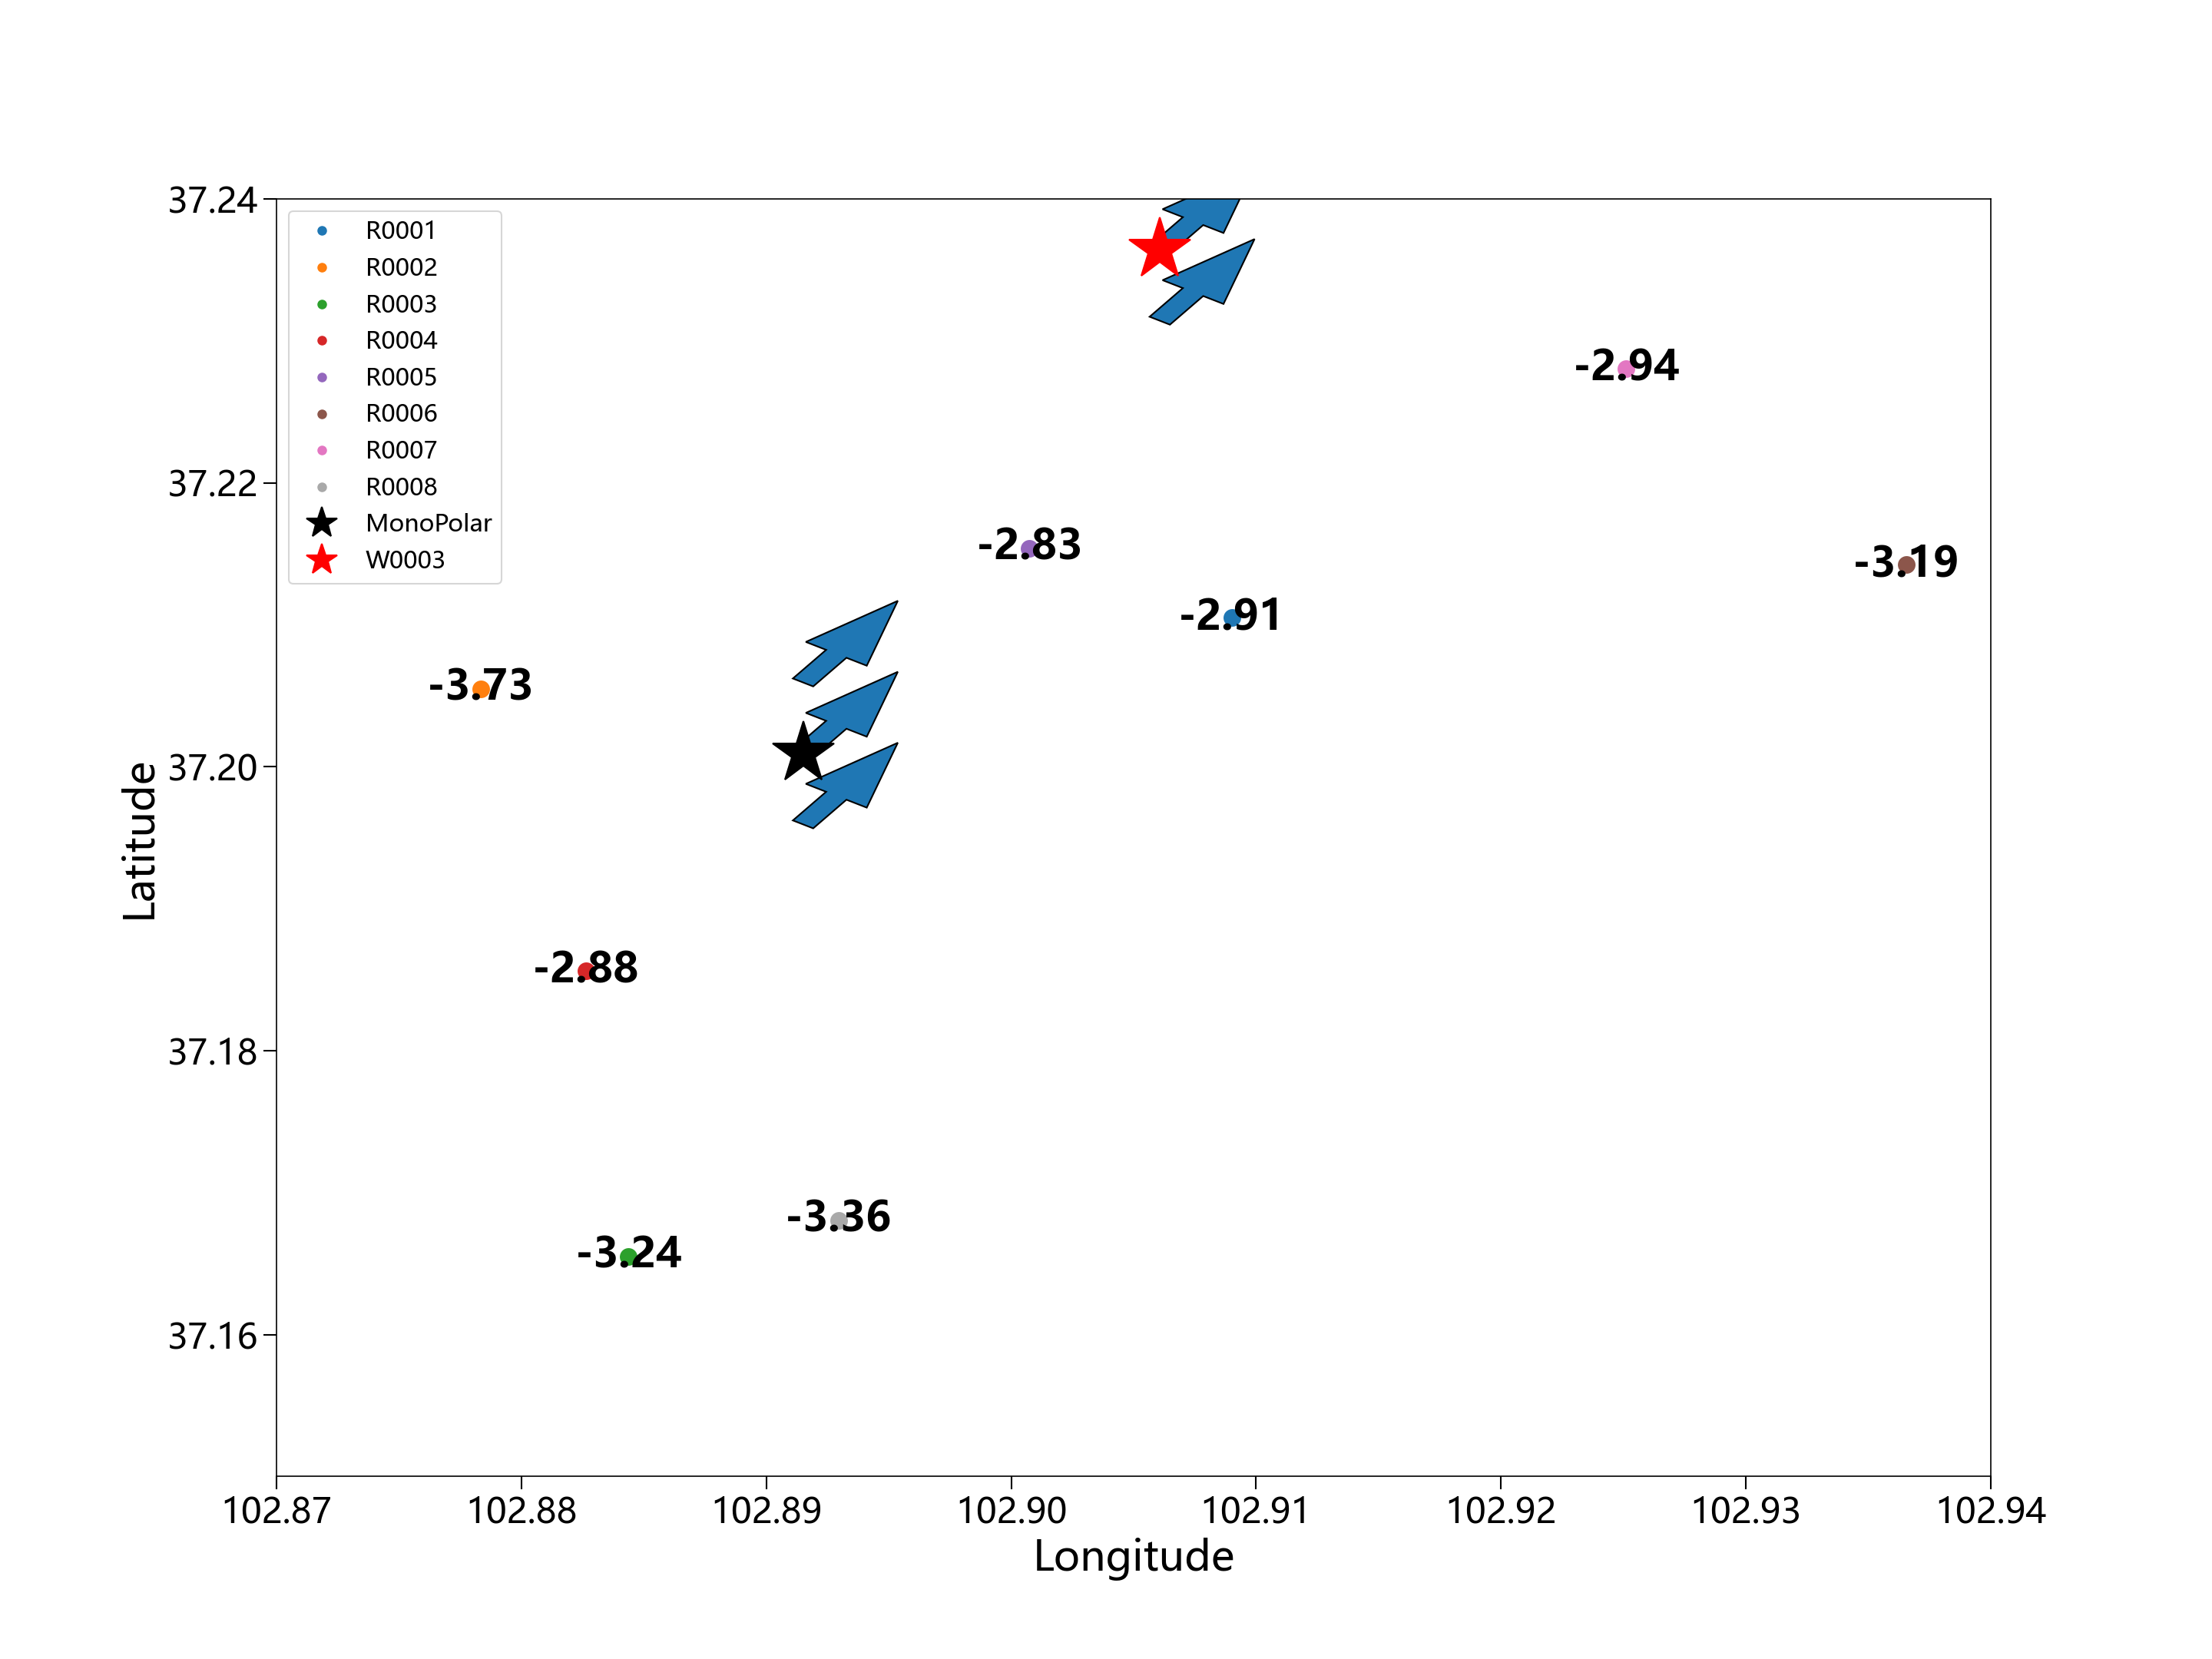 37.24
R0001
R0002
R0003
R0004
R0005
R0006
R0007
R0008
MonoPolar
W0003
-2.94
37.22
-2.83
-3.19
-2.91
-3.73
37.20
Latitude
-2.88
37.18
-3.36
-3.24
37.16
102.87 102.88 102.89 102.90 102.91 102.92 102.93 102.94
Longitude